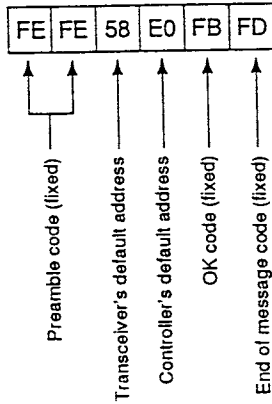 FE FE 58 E0 FB FD
Preamble code (fixed)
Transceiver's default address
Controller's default address
OK code (fixed)
End of message code (fixed)